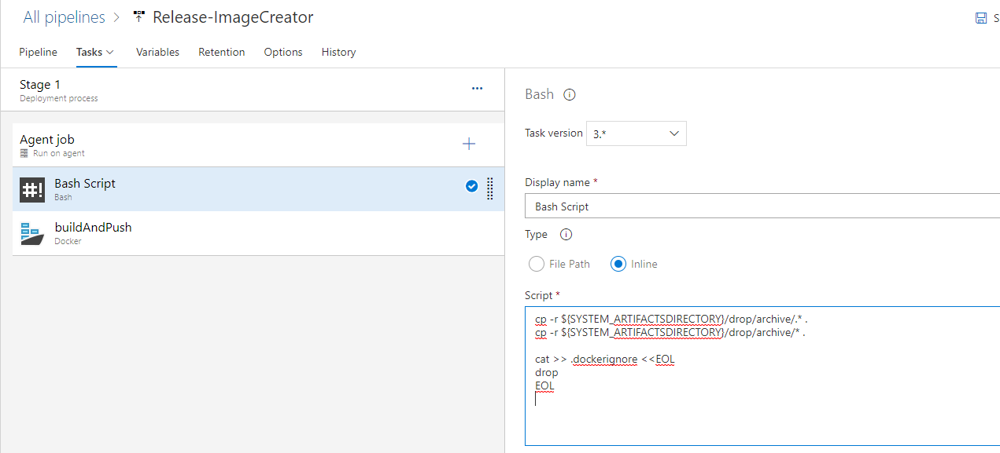 All pipelines > Release-ImageCreator
S
Pipeline Tasks Variables Retention Options History
Stage 1
Deployment process
Agent job
Run on agent
#! Bash Script
Bash
buildAndPush
Docker
Bash
Task version 3.*
Display name *
Bash Script
Type
File Path Inline
Script *
cp -r ${SYSTEM_ARTIFACTSDIRECTORY}/drop/archive/.* .
cp -r ${SYSTEM_ARTIFACTSDIRECTORY}/drop/archive/* .
cat >> .dockerignore <<EOL
drop
EOL